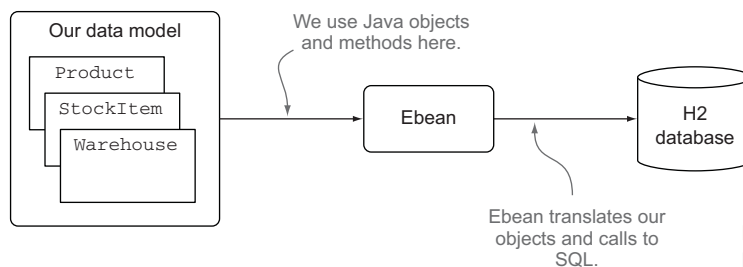 Our data model
Product
StockItem
Warehouse
We use Java objects
and methods here.
Ebean
Ebean translates our
objects and calls to
SQL.
H2
database